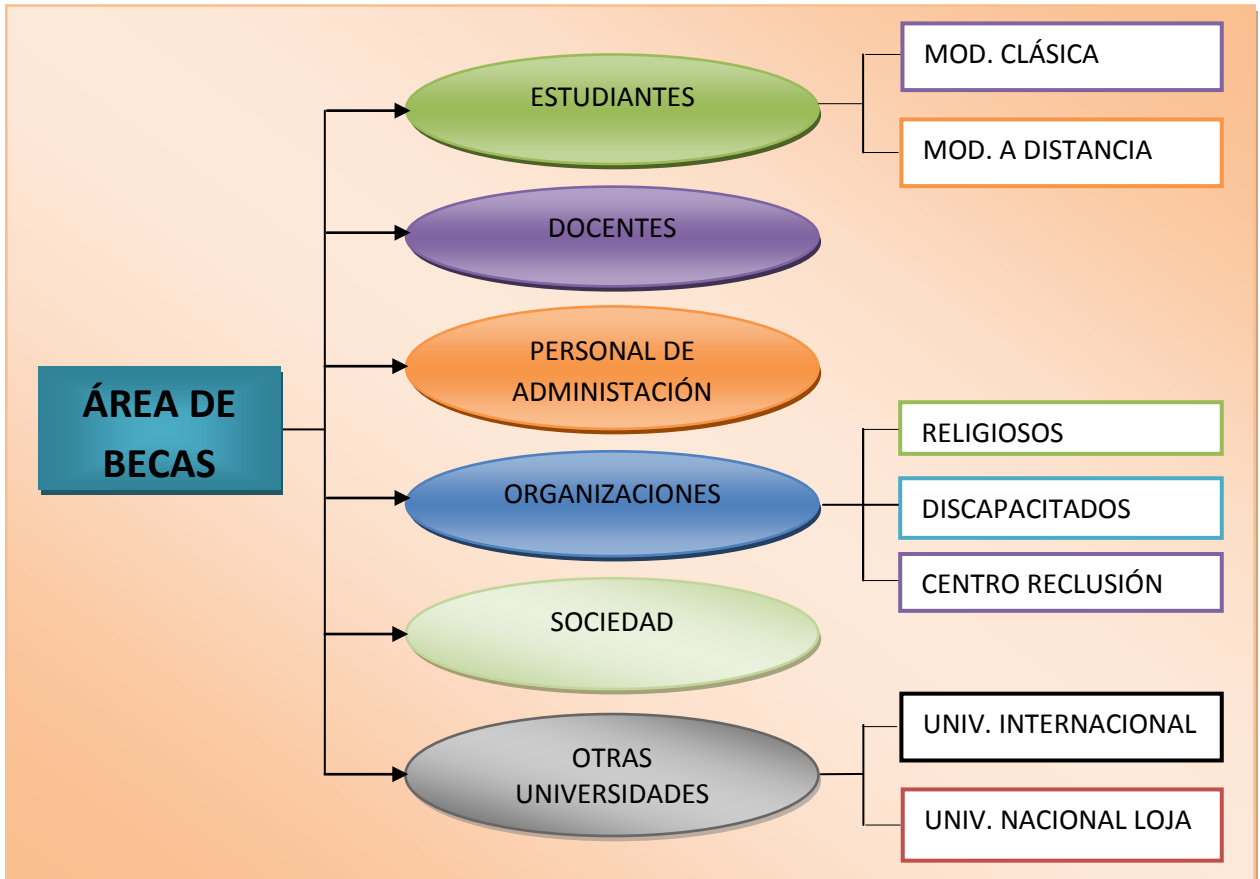 ÁREA DE
BECAS
ESTUDIANTES
MOD. CLÁSICA
MOD. A DISTANCIA
DOCENTES
PERSONAL DE
ADMINISTACIÓN
ORGANIZACIONES
RELIGIOSOS
DISCAPACITADOS
CENTRO RECLUSIÓN
SOCIEDAD
OTRAS
UNIVERSIDADES
UNIV. INTERNACIONAL
UNIV. NACIONAL LOJA